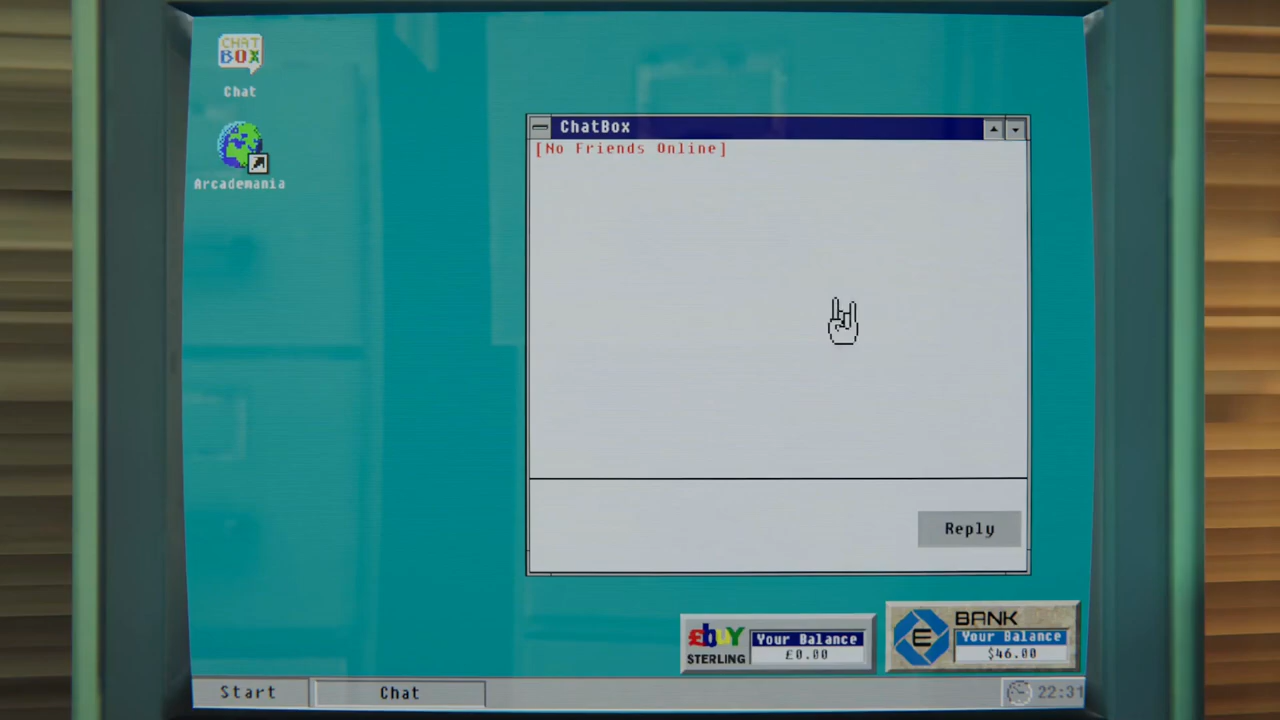 CHAT
BOX
Chat
Arcademania
ChatBox
[No Friends Online]
Reply
£buy
STERLING
Your Balance
£0.00
E
BANK
Your Balance
$46.00
Start
Chat
22:31